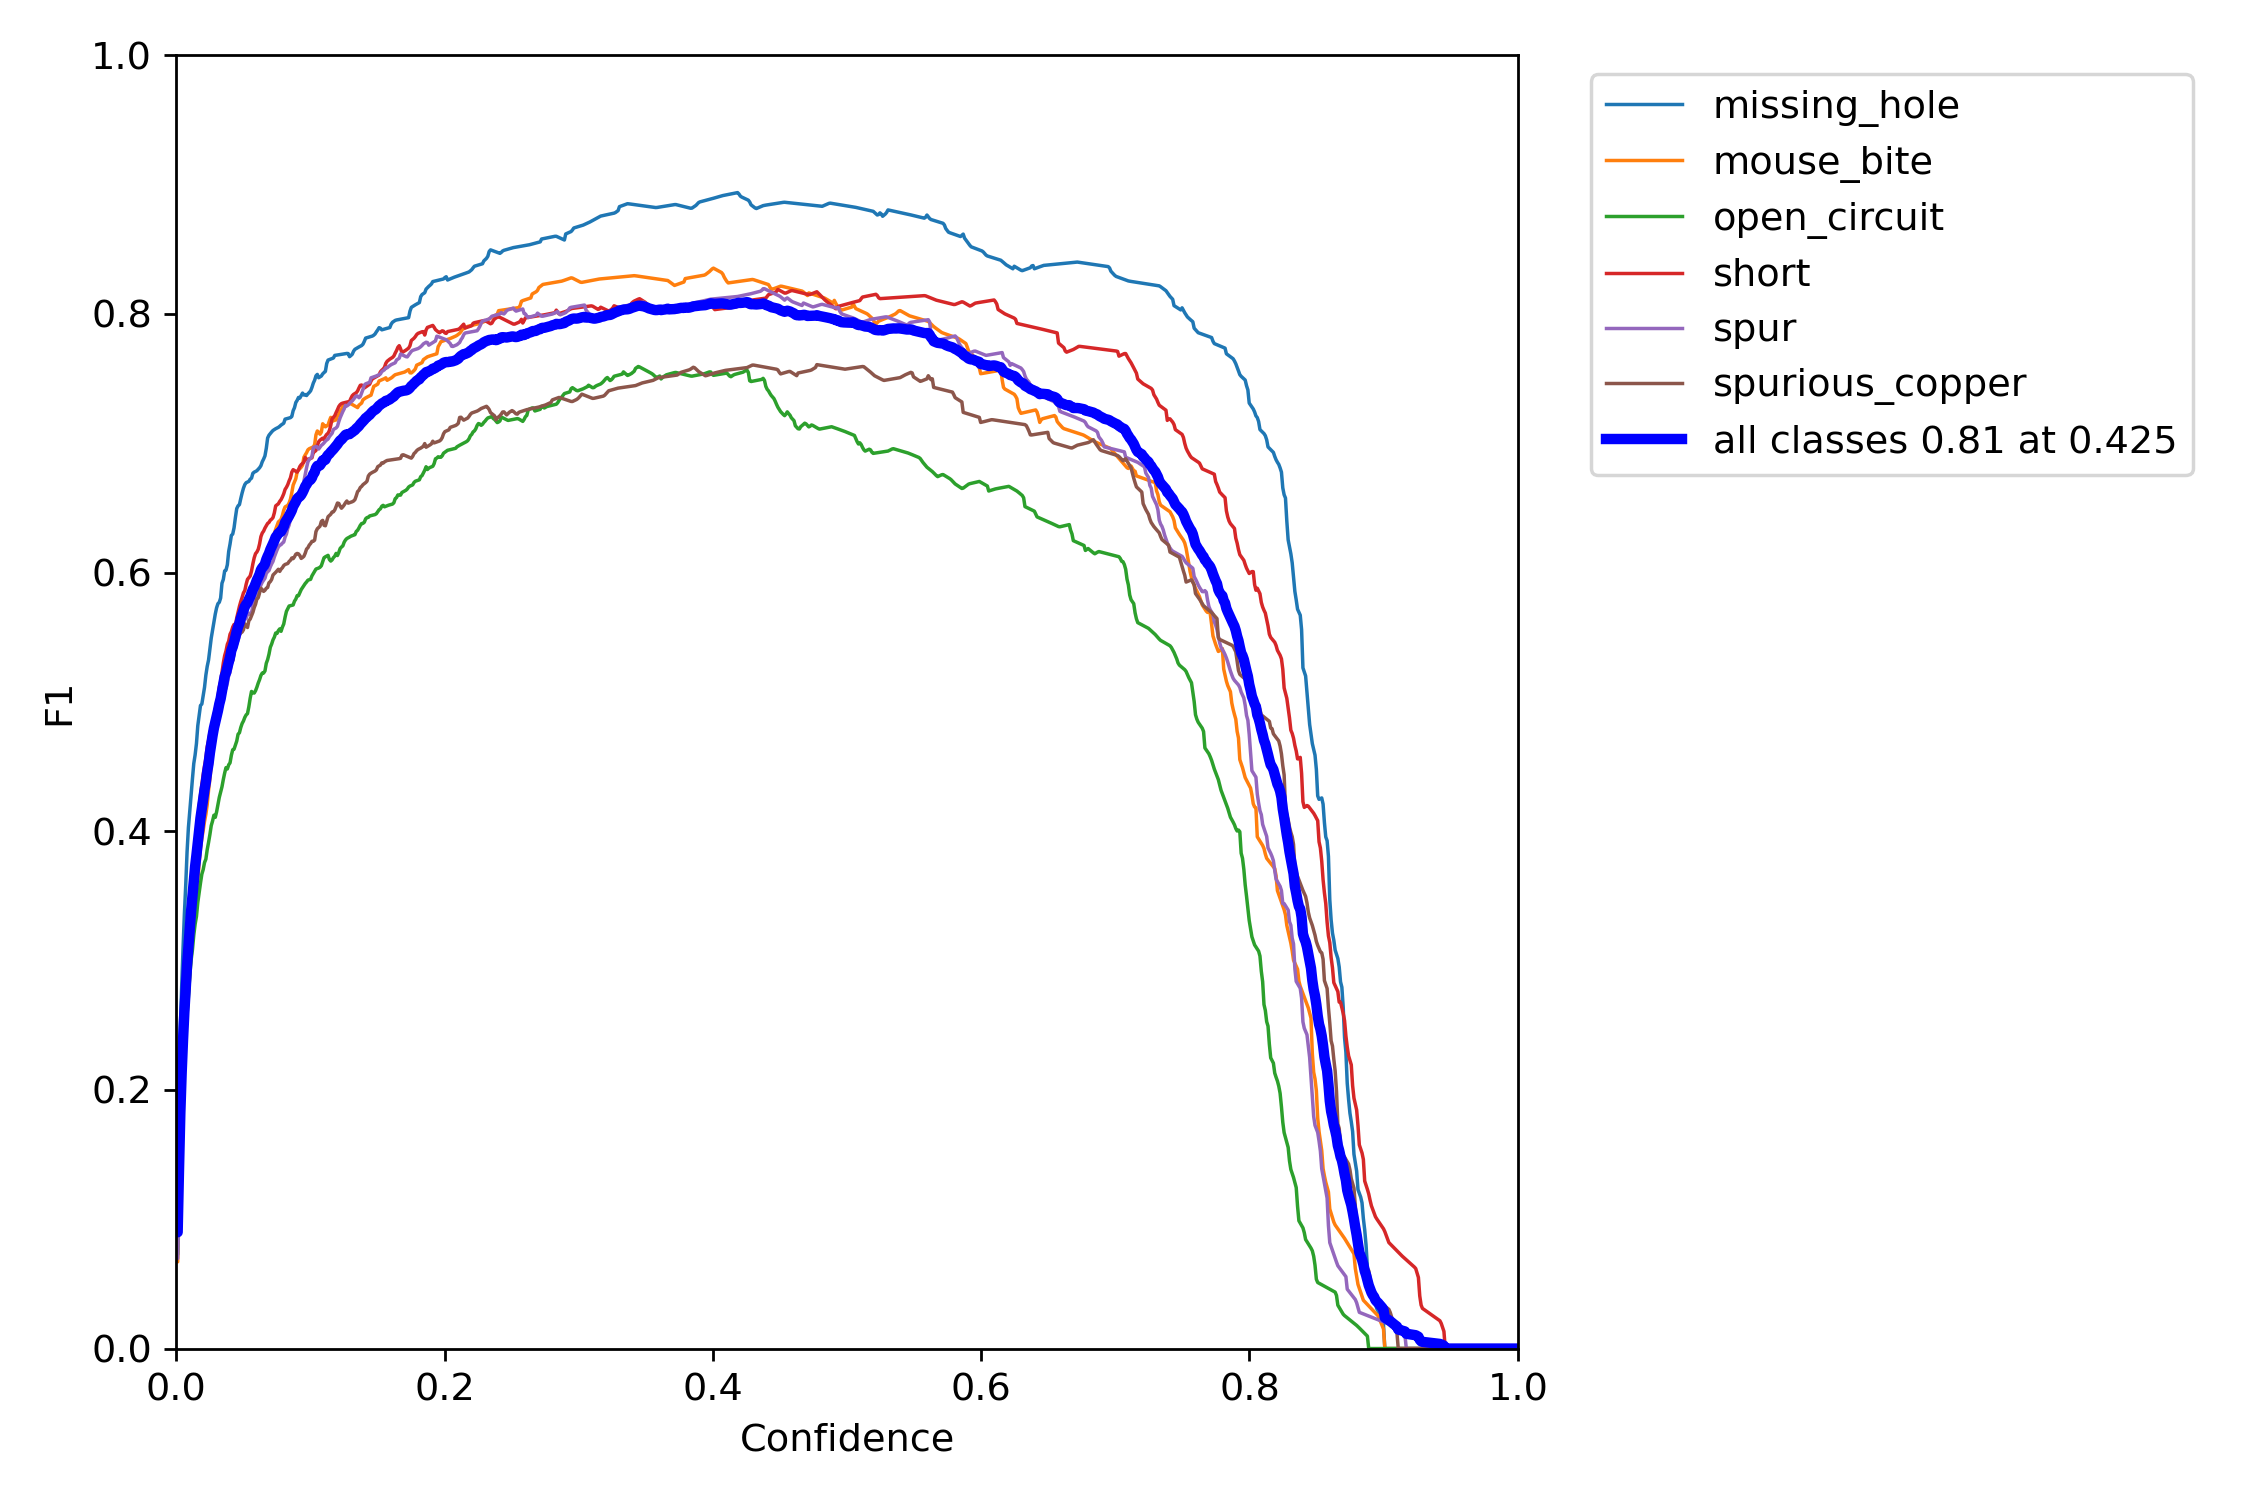 1.0
0.8
0.6
0.4
0.2
0.0
F1
0.0 0.2 0.4 0.6 0.8 1.0
Confidence
missing_hole
mouse_bite
open_circuit
short
spur
spurious_copper
all classes 0.81 at 0.425